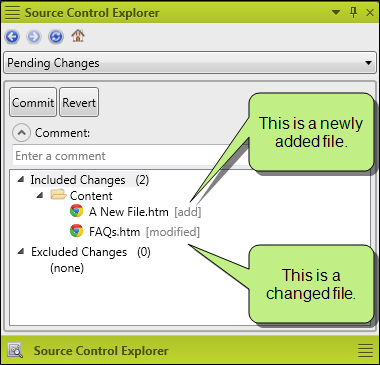 Source Control Explorer
Pending Changes
Commit Revert
Comment:
Enter a comment
This is a newly
added file.
Included Changes (2)
Content
A New File.htm [add]
FAQs.htm [modified]
Excluded Changes (0)
(none)
This is a
changed file.
Source Control Explorer